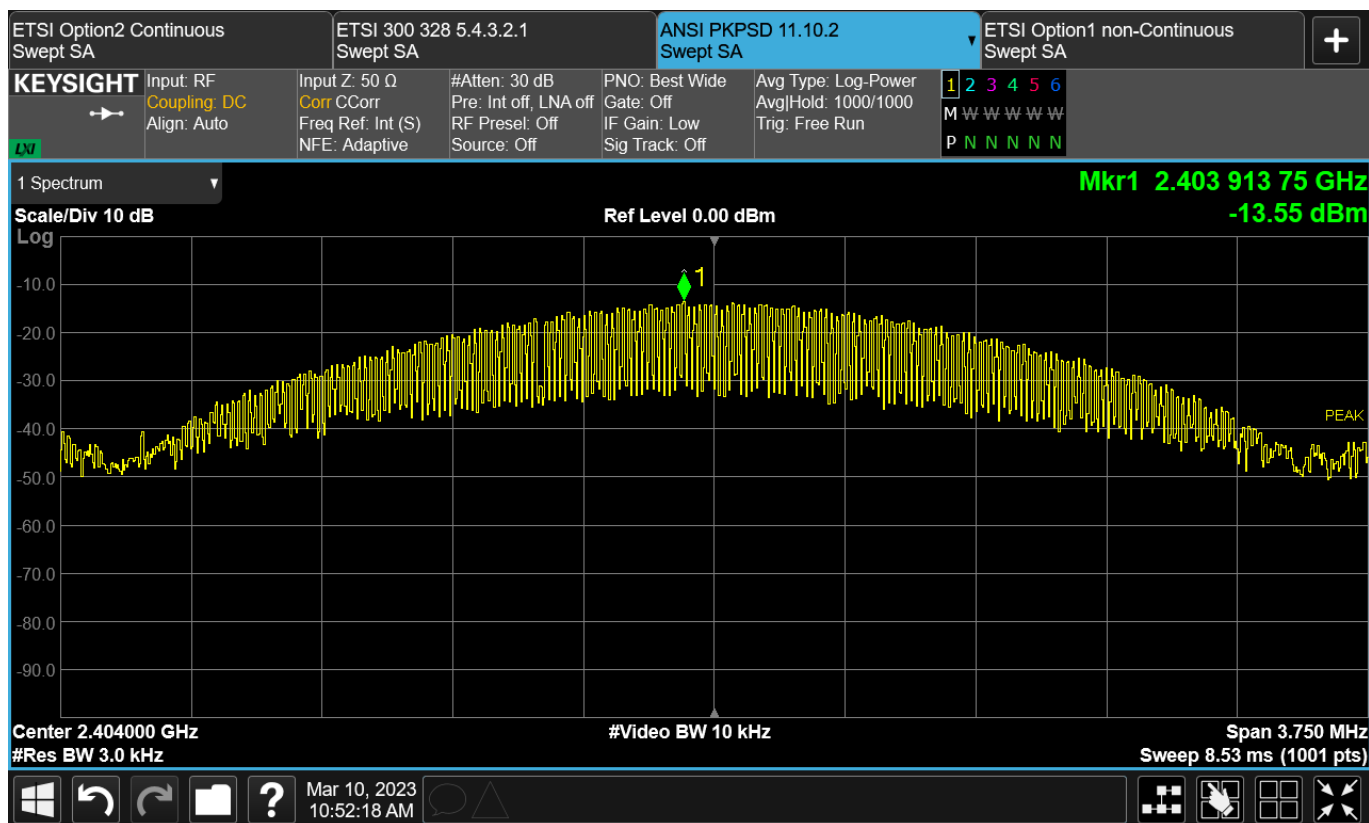 ETSI Option2 Continuous
Swept SA
ETSI 300 328 5.4.3.2.1
Swept SA
ANSI PKPSD 11.10.2
Swept SA
ETSI Option1 non-Continuous
Swept SA
KEYSIGHT
LXI
Input: RF
Coupling: DC
Align: Auto
Input Z: 50 Ω
Corr CCorr
Freq Ref: Int (S)
NFE: Adaptive
#Atten: 30 dB
Pre: Int off, LNA off
RF Presel: Off
Source: Off
PNO: Best Wide
Gate: Off
IF Gain: Low
Sig Track: Off
Avg Type: Log-Power
Avg|Hold: 1000/1000
Trig: Free Run
1 2 3 4 5 6
M W W W W W
P N N N N N
1 Spectrum
Mkr1 2.403 913 75 GHz
-13.55 dBm
Scale/Div 10 dB
Ref Level 0.00 dBm
Log
1
-10.0
-20.0
-30.0
-40.0
PEAK
-50.0
-60.0
-70.0
-80.0
-90.0
Center 2.404000 GHz
#Video BW 10 kHz
Span 3.750 MHz
#Res BW 3.0 kHz
Sweep 8.53 ms (1001 pts)
?
Mar 10, 2023
10:52:18 AM